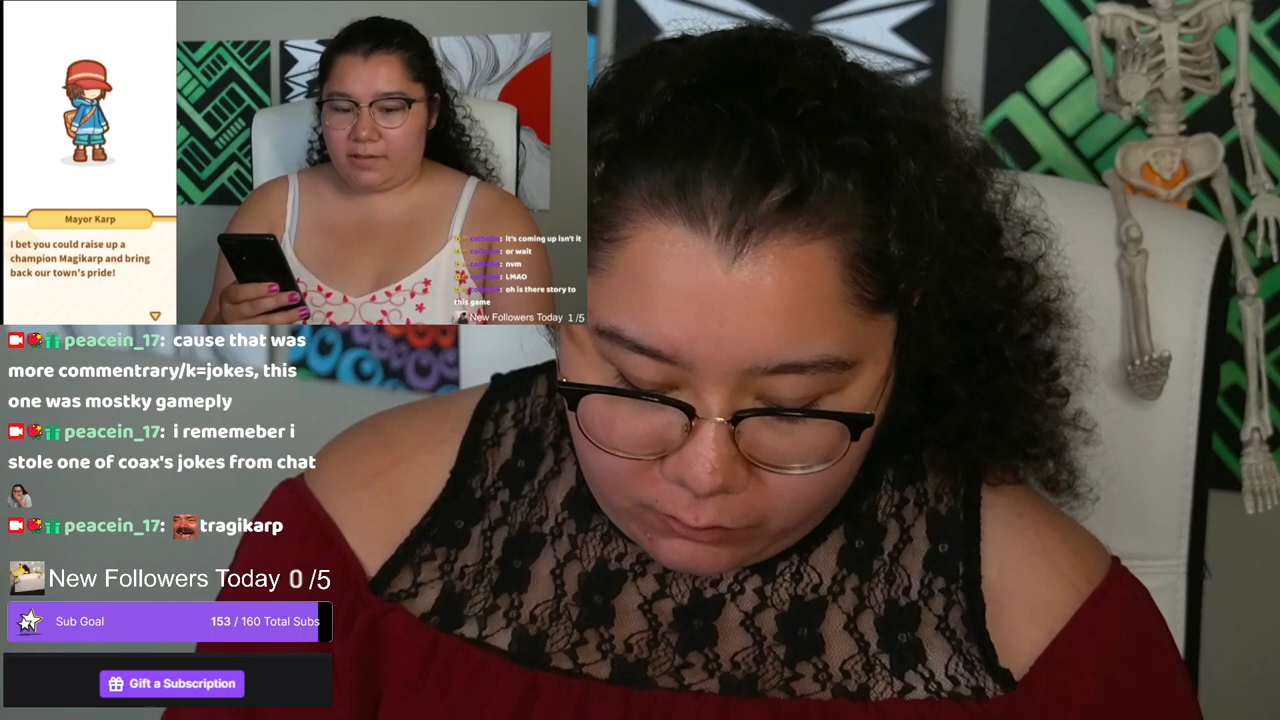 Mayor Karp
I bet you could raise up a
champion Magikarp and bring
back our town's pride!
it's coming up isn't it
or wait
nvm
LMAO
oh is there story to
this game
New Followers Today 1/5
peacein_17: cause that was
more commentrary/k=jokes, this
one was mostky gameply
peacein_17: i rememeber i
stole one of coax's jokes from chat
peacein_17: tragikarp
New Followers Today 0/5
Sub Goal 153 / 160 Total Subs
Gift a Subscription